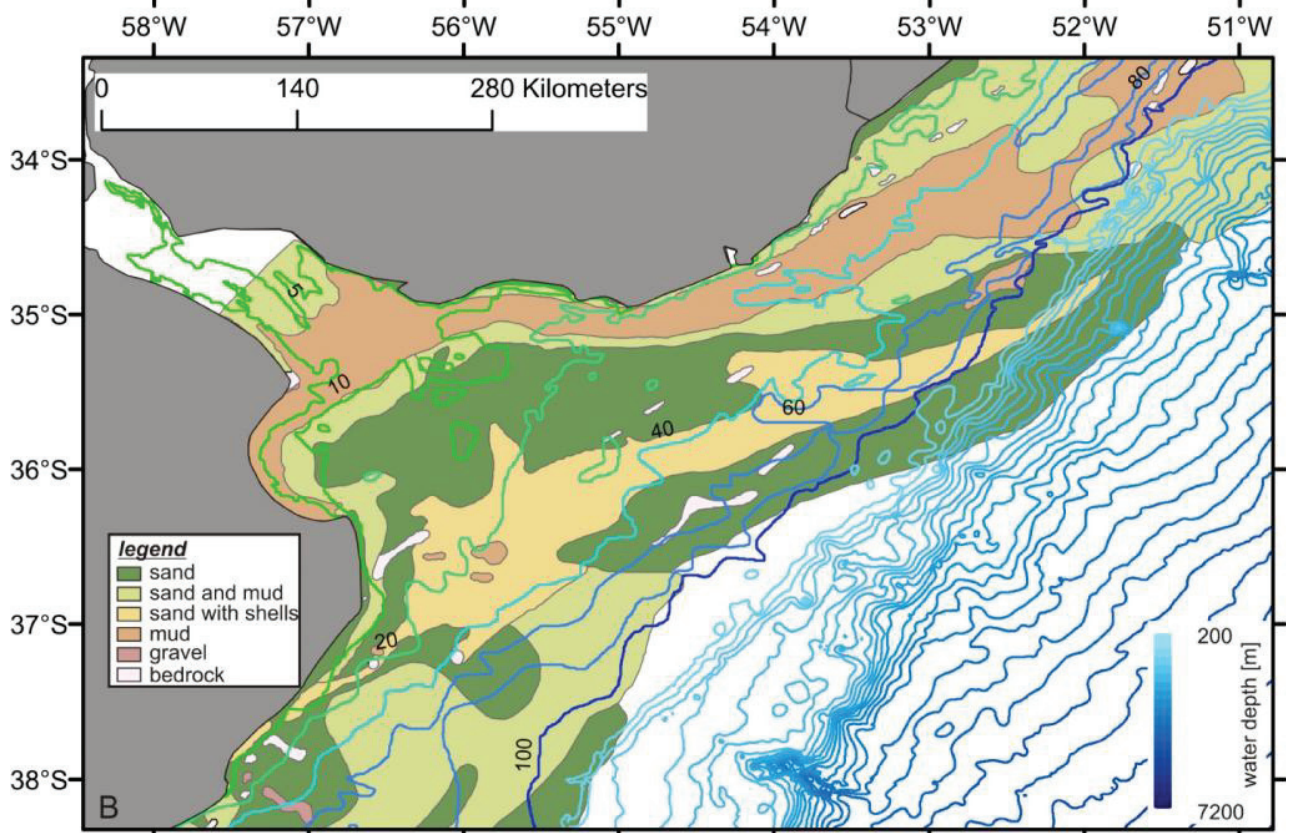 58°W 57°W 56°W 55°W 54°W 53°W 52°W 51°W
0 140 280 Kilometers
80
34°S
5
35°S
10
60
40
36°S
legend
sand
sand and mud
sand with shells
mud
gravel
bedrock
37°S
20
200
water depth [m]
7200
100
38°S
B